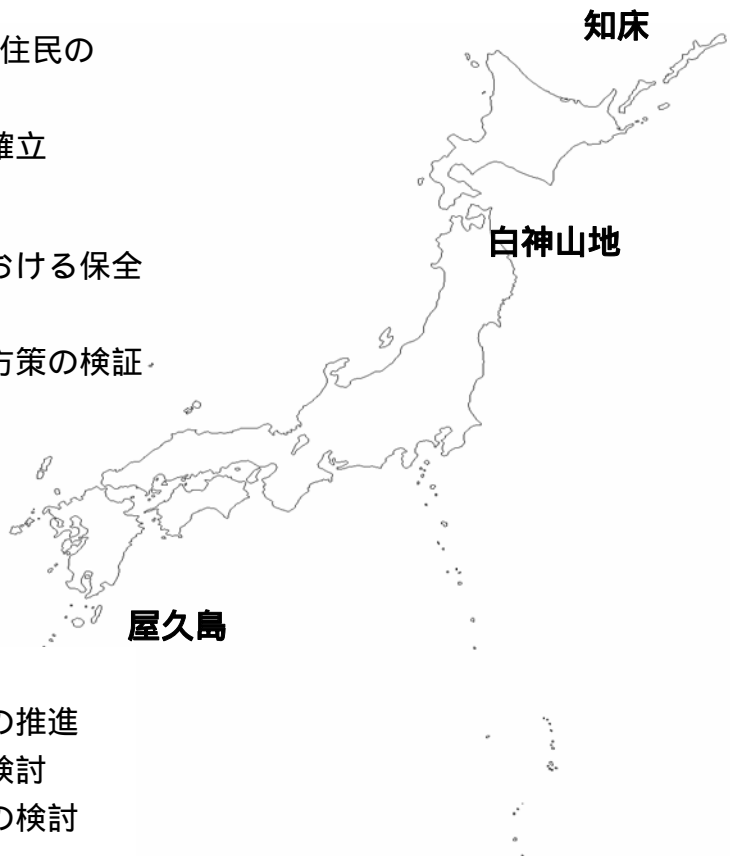 知床
住民の
確立
白神山地
おける保全
方策の検証
屋久島
の推進
検討
の検討